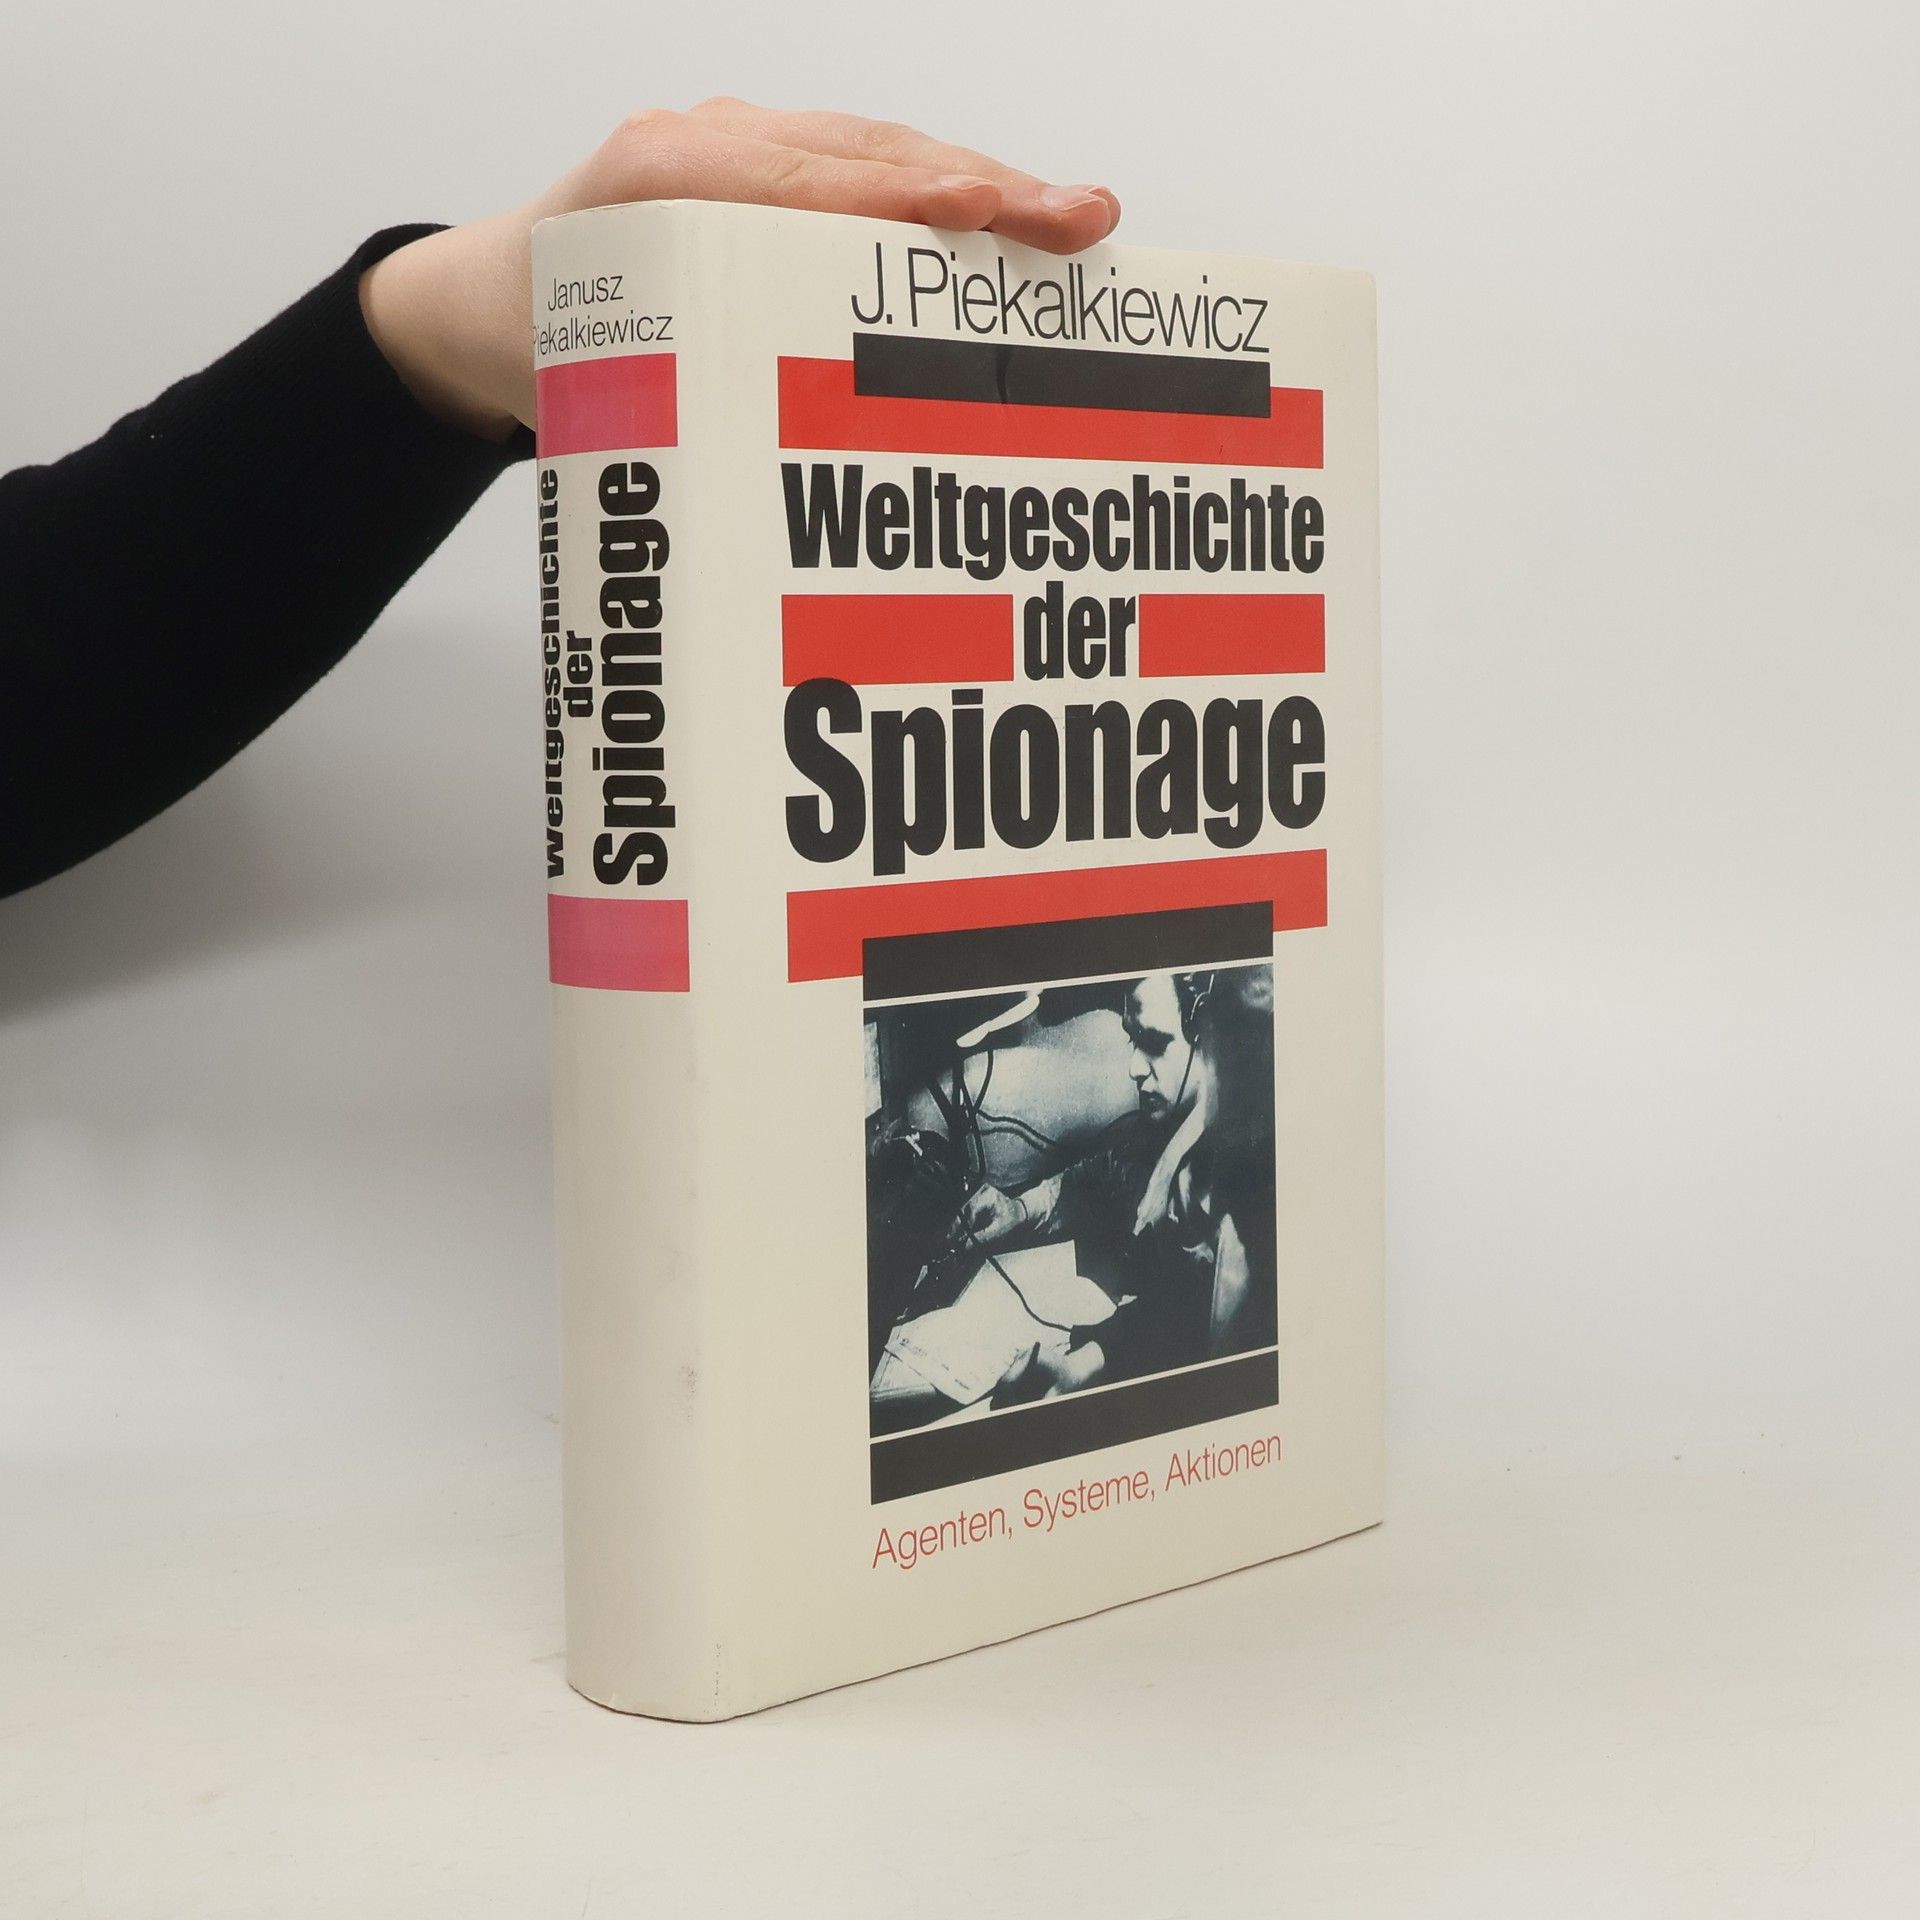 Janusz
Piekalkiewicz
Weltgeschichte
der
Spionage
J. Piekalkiewicz
Weltgeschichte
der
Spionage
Agenten, Systeme, Aktionen